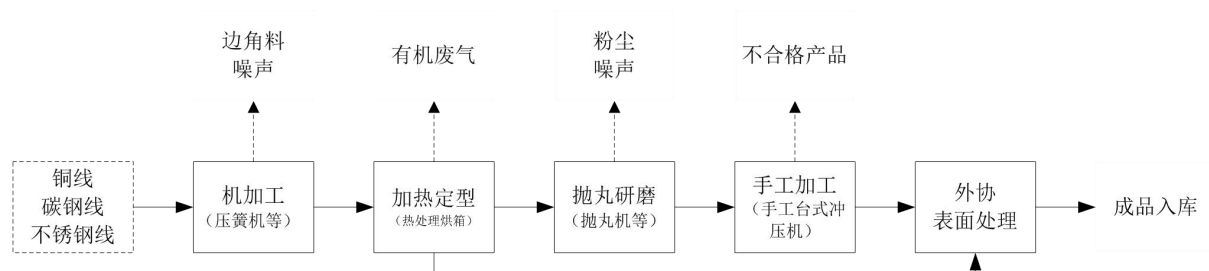 边角料
噪声
有机废气
粉尘
噪声
不合格产品
铜线
碳钢线
不锈钢线
机加工
（压簧机等）
加热定型
（热处理烘箱）
抛丸研磨
（抛丸机等）
手工加工
（手工台式冲
压机）
外协
表面处理
成品入库